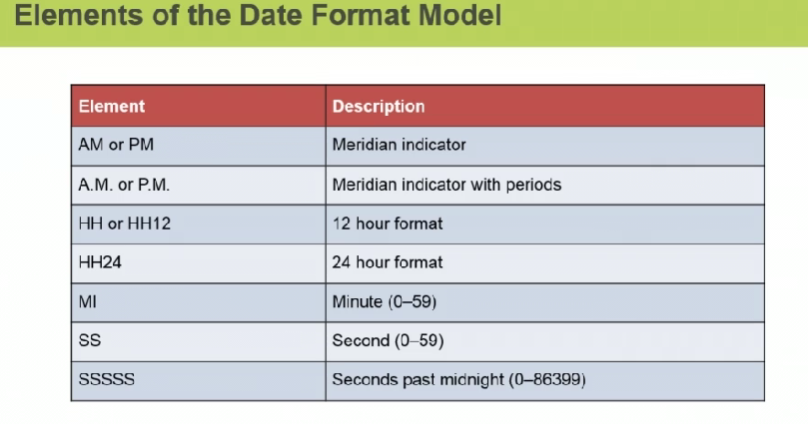 Elements of the Date Format Model
Element Description
AM or PM Meridian indicator
A.M. or P.M. Meridian indicator with periods
HH or HH12 12 hour format
HH24 24 hour format
MI Minute (0–59)
SS Second (0–59)
SSSSS Seconds past midnight (0–86399)